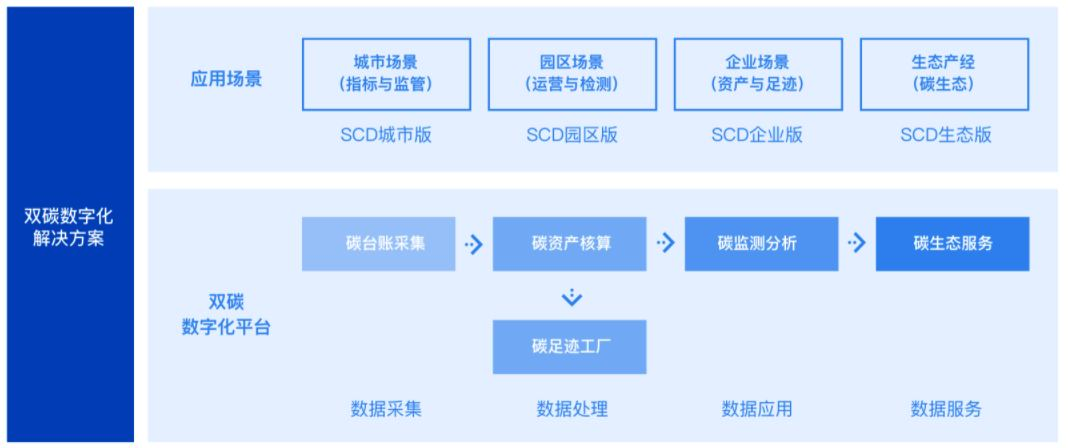 双碳数字化
解决方案
应用场景
城市场景
（指标与监管）
园区场景
（运营与检测）
企业场景
（资产与足迹）
生态产经
（碳生态）
SCD城市版
SCD园区版
SCD企业版
SCD生态版
双碳
数字化平台
碳台账采集
碳资产核算
碳监测分析
碳生态服务
碳足迹工厂
数据采集
数据处理
数据应用
数据服务